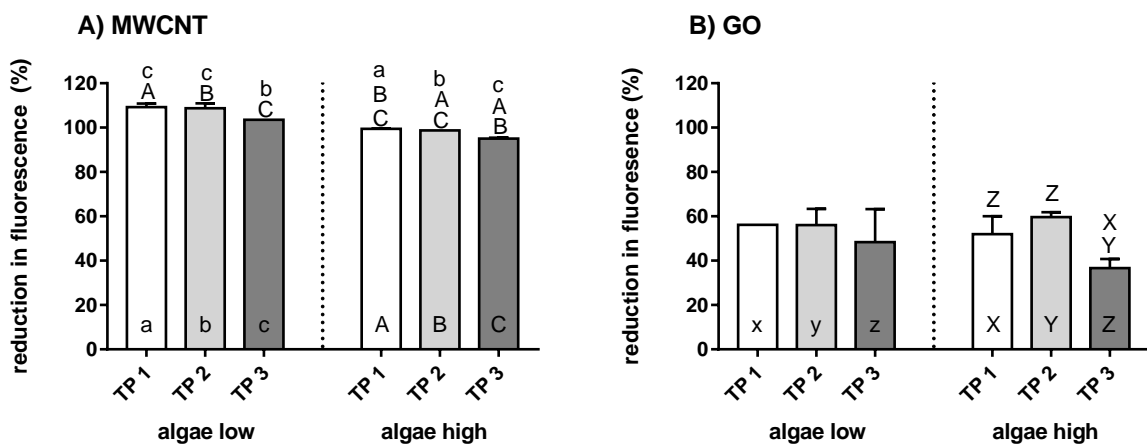 A) MWCNT
reduction in fluorescence (%)
120
100
80
60
40
20
0
c
A
c
B
b
C
a
B
C
b
A
C
c
A
B
a
b
c
A
B
C
TP 1
TP 2
TP 3
TP 1
TP 2
TP 3
algae low
algae high
B) GO
reduction in fluoresence (%)
120
100
80
60
40
20
0
Z
Z
X
Y
x
y
z
X
Y
Z
TP 1
TP 2
TP 3
TP 1
TP 2
TP 3
algae low
algae high